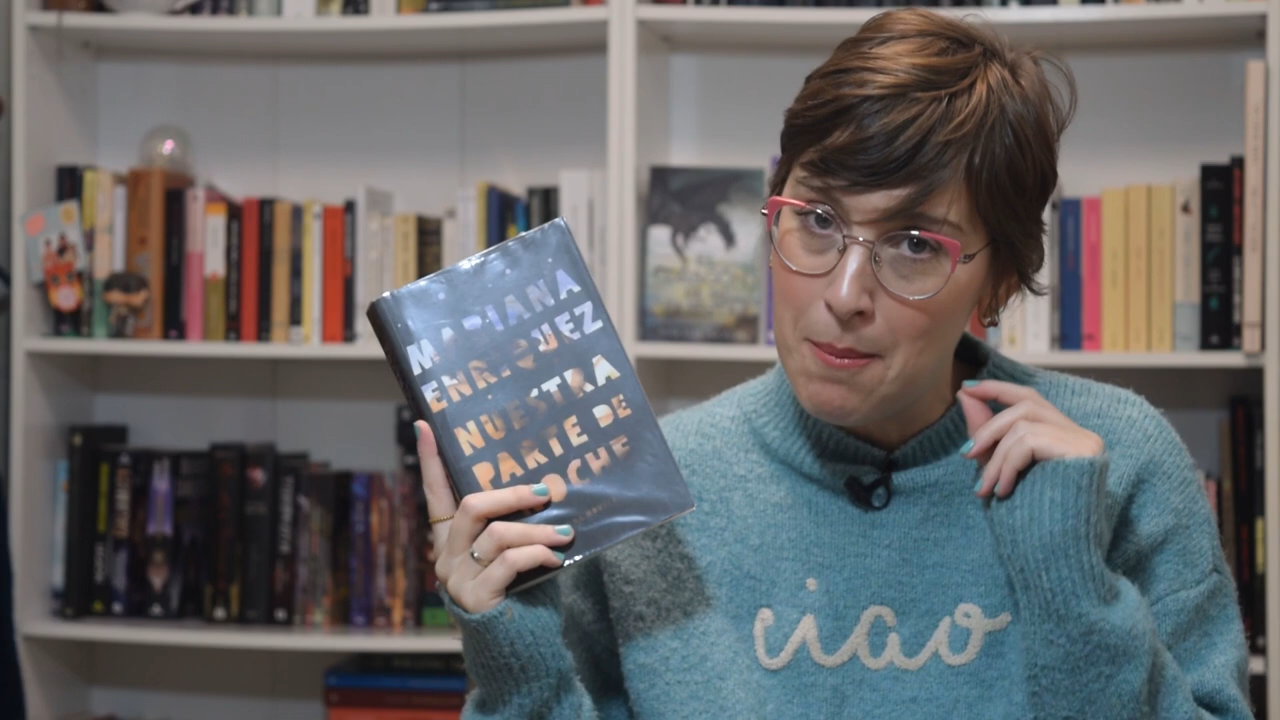 MARIANA
ENRIQUEZ
NUESTRA
PARTE DE
NOCHE
ciao